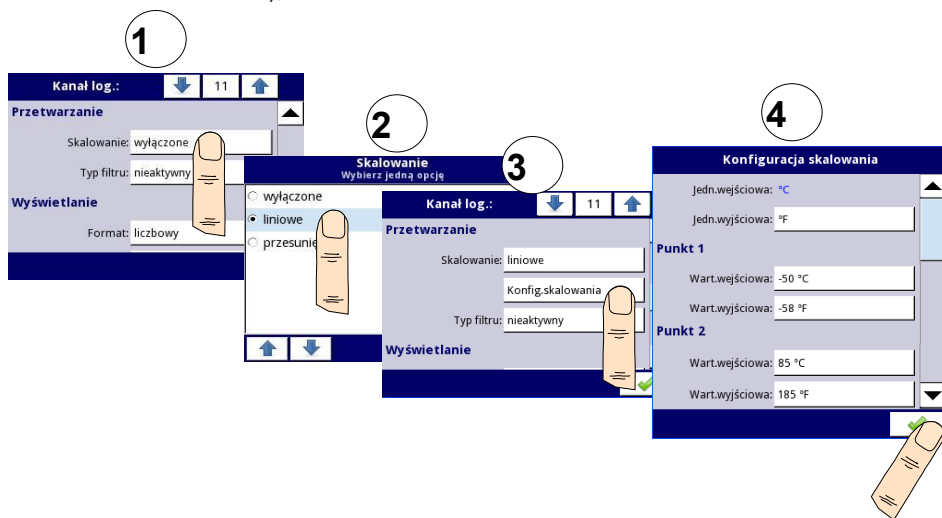 1
Kanał log.:
11
Przetwarzanie
Skalowanie: wyłączone
Typ filtru: nieaktywny
Wyświetlanie
Format: liczbowy
2
Skalowanie
Wybierz jedną opcję
wyłączone
liniowe
3
Kanał log.:
11
Przetwarzanie
Skalowanie: liniowe
Konfig.skalowania
Typ filtru: nieaktywny
Wyświetlanie
4
Konfiguracja skalowania
Jedn.wejściowa: °C
Jedn.wyjściowa: °F
Punkt 1
Wart.wejściowa: -50 °C
Wart.wyjściowa: -58 °F
Punkt 2
Wart.wejściowa: 85 °C
Wart.wyjściowa: 185 °F